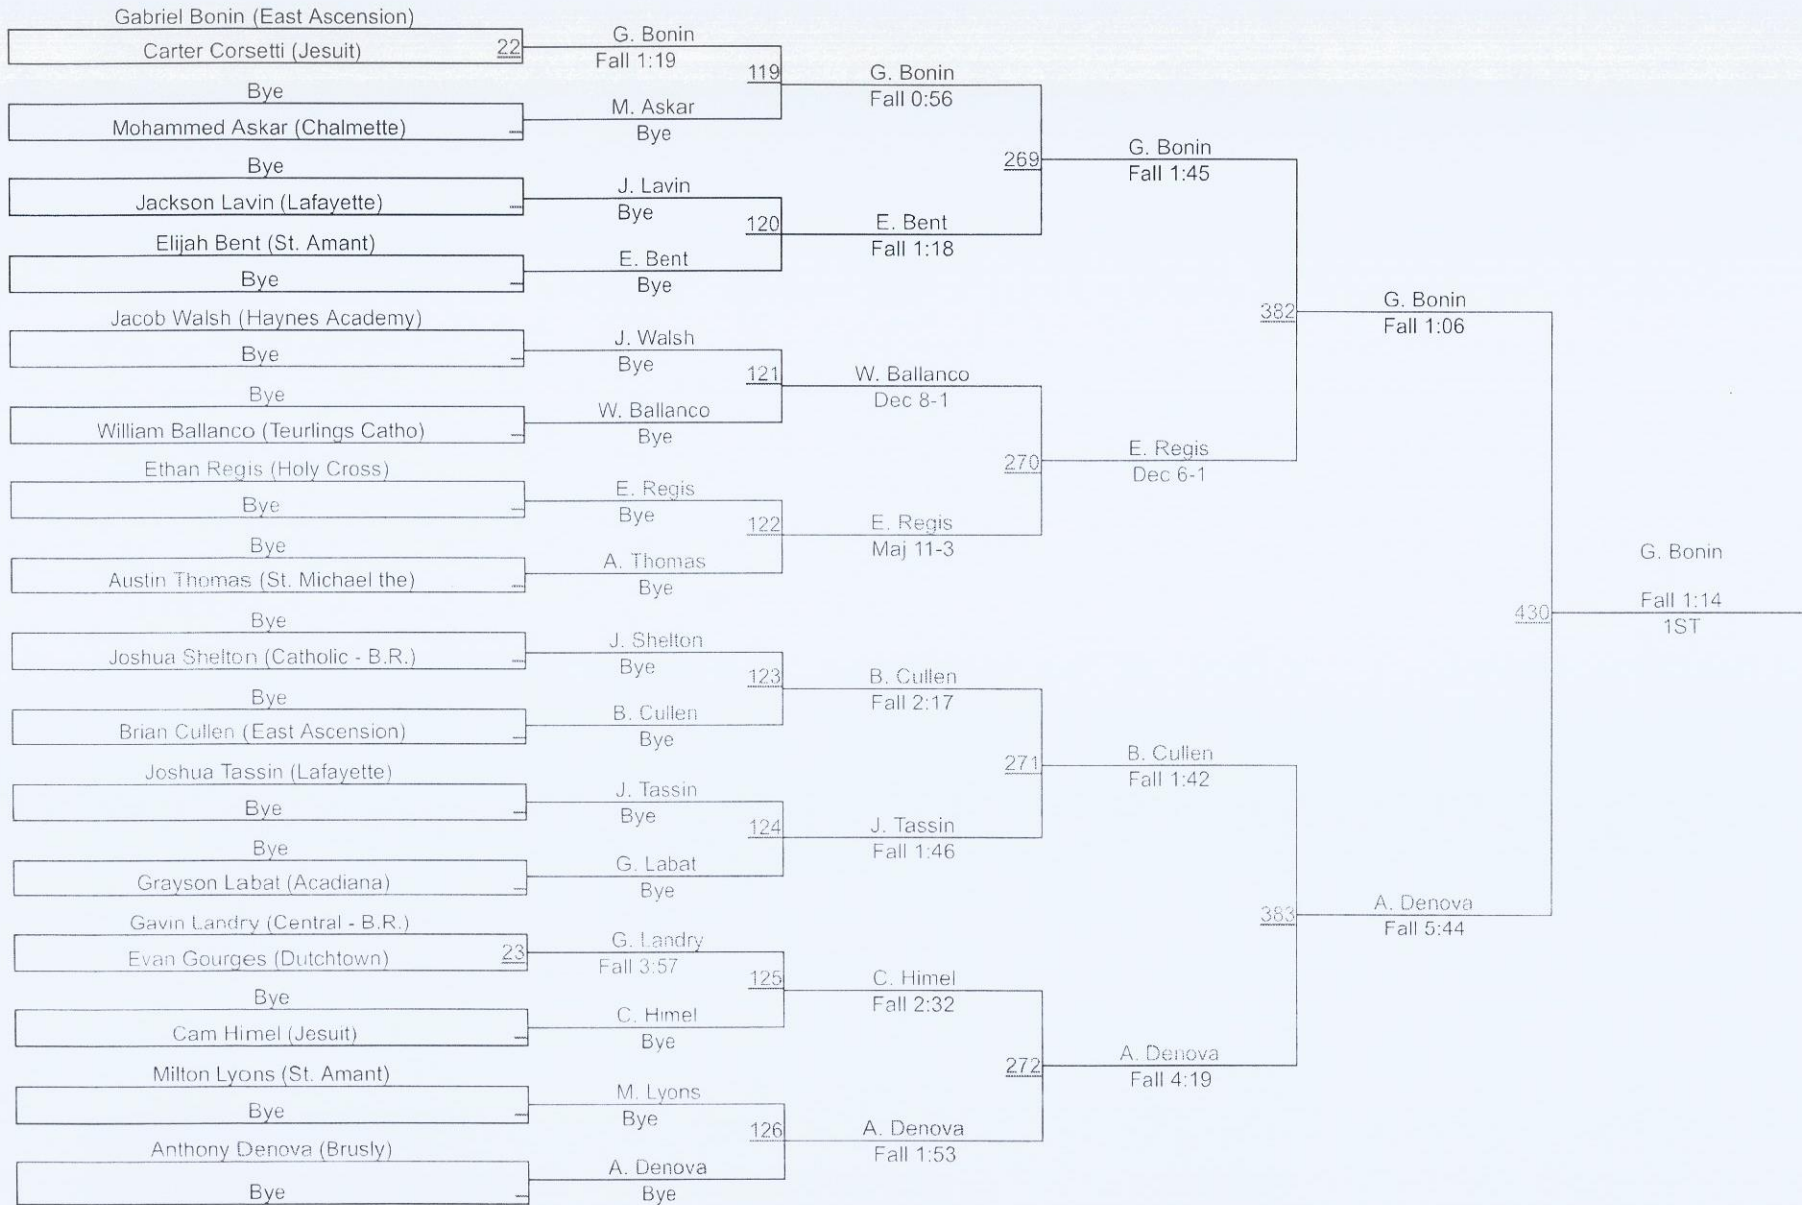 Gabriel Bonin (East Ascension)
Carter Corsetti (Jesuit) 22
Bye
Mohammed Askar (Chalmette)
Bye
Jackson Lavin (Lafayette)
Elijah Bent (St. Amant)
Bye
Jacob Walsh (Haynes Academy)
Bye
Bye
William Ballanco (Teurlings Catho)
Ethan Regis (Holy Cross)
Bye
Bye
Austin Thomas (St. Michael the)
Bye
Joshua Shelton (Catholic - B.R.)
Bye
Brian Cullen (East Ascension)
Joshua Tassin (Lafayette)
Bye
Bye
Grayson Labat (Acadiana)
Gavin Landry (Central - B.R.)
Evan Gourges (Dutchtown) 23
Bye
Cam Himel (Jesuit)
Milton Lyons (St. Amant)
Bye
Anthony Denova (Brusly)
Bye
G. Bonin
Fall 1:19
119
M. Askar
Bye
J. Lavin
Bye
120
E. Bent
Bye
J. Walsh
Bye
121
W. Ballanco
Bye
E. Regis
Bye
122
A. Thomas
Bye
J. Shelton
Bye
123
B. Cullen
Bye
J. Tassin
Bye
124
G. Labat
Bye
G. Landry
Fall 3:57
125
C. Himel
Bye
M. Lyons
Bye
126
A. Denova
Bye
G. Bonin
Fall 0:56
269
E. Bent
Fall 1:18
W. Ballanco
Dec 8-1
270
E. Regis
Maj 11-3
B. Cullen
Fall 2:17
271
J. Tassin
Fall 1:46
C. Himel
Fall 2:32
272
A. Denova
Fall 1:53
G. Bonin
Fall 1:45
382
E. Regis
Dec 6-1
B. Cullen
Fall 1:42
383
A. Denova
Fall 4:19
G. Bonin
Fall 1:06
430
A. Denova
Fall 5:44
G. Bonin
Fall 1:14
1ST